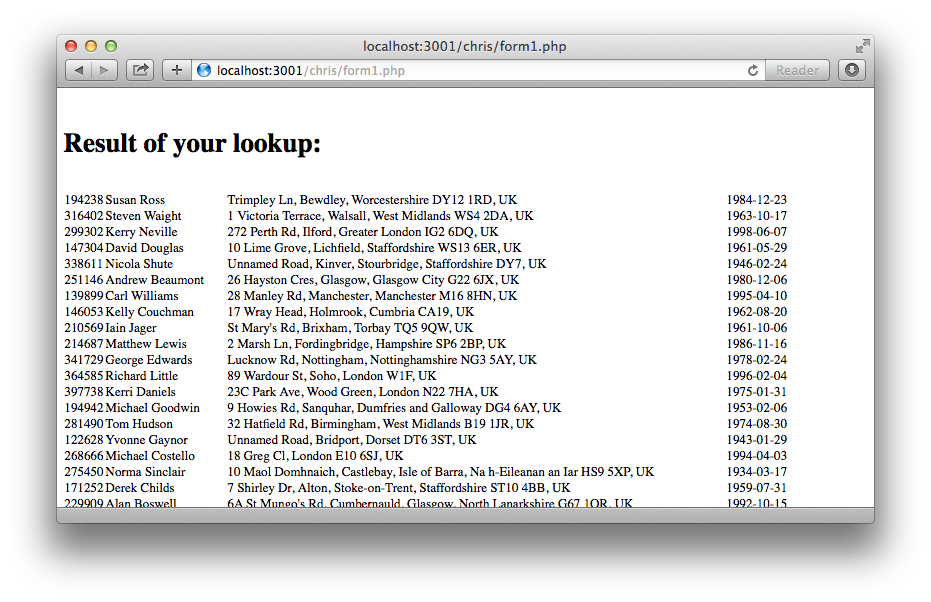 localhost:3001/chris/form1.php
localhost:3001/chris/form1.php Reader
Result of your lookup:
194238 Susan Ross Trimpley Ln, Bewdley, Worcestershire DY12 1RD, UK 1984-12-23
316402 Steven Waight 1 Victoria Terrace, Walsall, West Midlands WS4 2DA, UK 1963-10-17
299302 Kerry Neville 272 Perth Rd, Ilford, Greater London IG2 6DQ, UK 1998-06-07
147304 David Douglas 10 Lime Grove, Lichfield, Staffordshire WS13 6ER, UK 1961-05-29
338611 Nicola Shute Unnamed Road, Kinver, Stourbridge, Staffordshire DY7, UK 1946-02-24
251146 Andrew Beaumont 26 Hayston Cres, Glasgow, Glasgow City G22 6JX, UK 1980-12-06
139899 Carl Williams 28 Manley Rd, Manchester, Manchester M16 8HN, UK 1995-04-10
146053 Kelly Couchman 17 Wray Head, Holmrook, Cumbria CA19, UK 1962-08-20
210569 Iain Jager St Mary's Rd, Brixham, Torbay TQ5 9QW, UK 1961-10-06
214687 Matthew Lewis 2 Marsh Ln, Fordingbridge, Hampshire SP6 2BP, UK 1986-11-16
341729 George Edwards Lucknow Rd, Nottingham, Nottinghamshire NG3 5AY, UK 1978-02-24
364585 Richard Little 89 Wardour St, Soho, London W1F, UK 1996-02-04
397738 Kerri Daniels 23C Park Ave, Wood Green, London N22 7HA, UK 1975-01-31
194942 Michael Goodwin 9 Howies Rd, Sanquhar, Dumfries and Galloway DG4 6AY, UK 1953-02-06
281490 Tom Hudson 32 Hatfield Rd, Birmingham, West Midlands B19 1JR, UK 1974-08-30
122628 Yvonne Gaynor Unnamed Road, Bridport, Dorset DT6 3ST, UK 1943-01-29
268666 Michael Costello 18 Greg Cl, London E10 6SJ, UK 1994-04-03
275450 Norma Sinclair 10 Maol Domhnaich, Castlebay, Isle of Barra, Na h-Eileanan an Iar HS9 5XP, UK 1934-03-17
171252 Derek Childs 7 Shirley Dr, Alton, Stoke-on-Trent, Staffordshire ST10 4BB, UK 1959-07-31
229909 Alan Boswell 6A St Mungo's Rd, Cumbernauld, Glasgow, North Lanarkshire G67 1QR, UK 1992-10-15